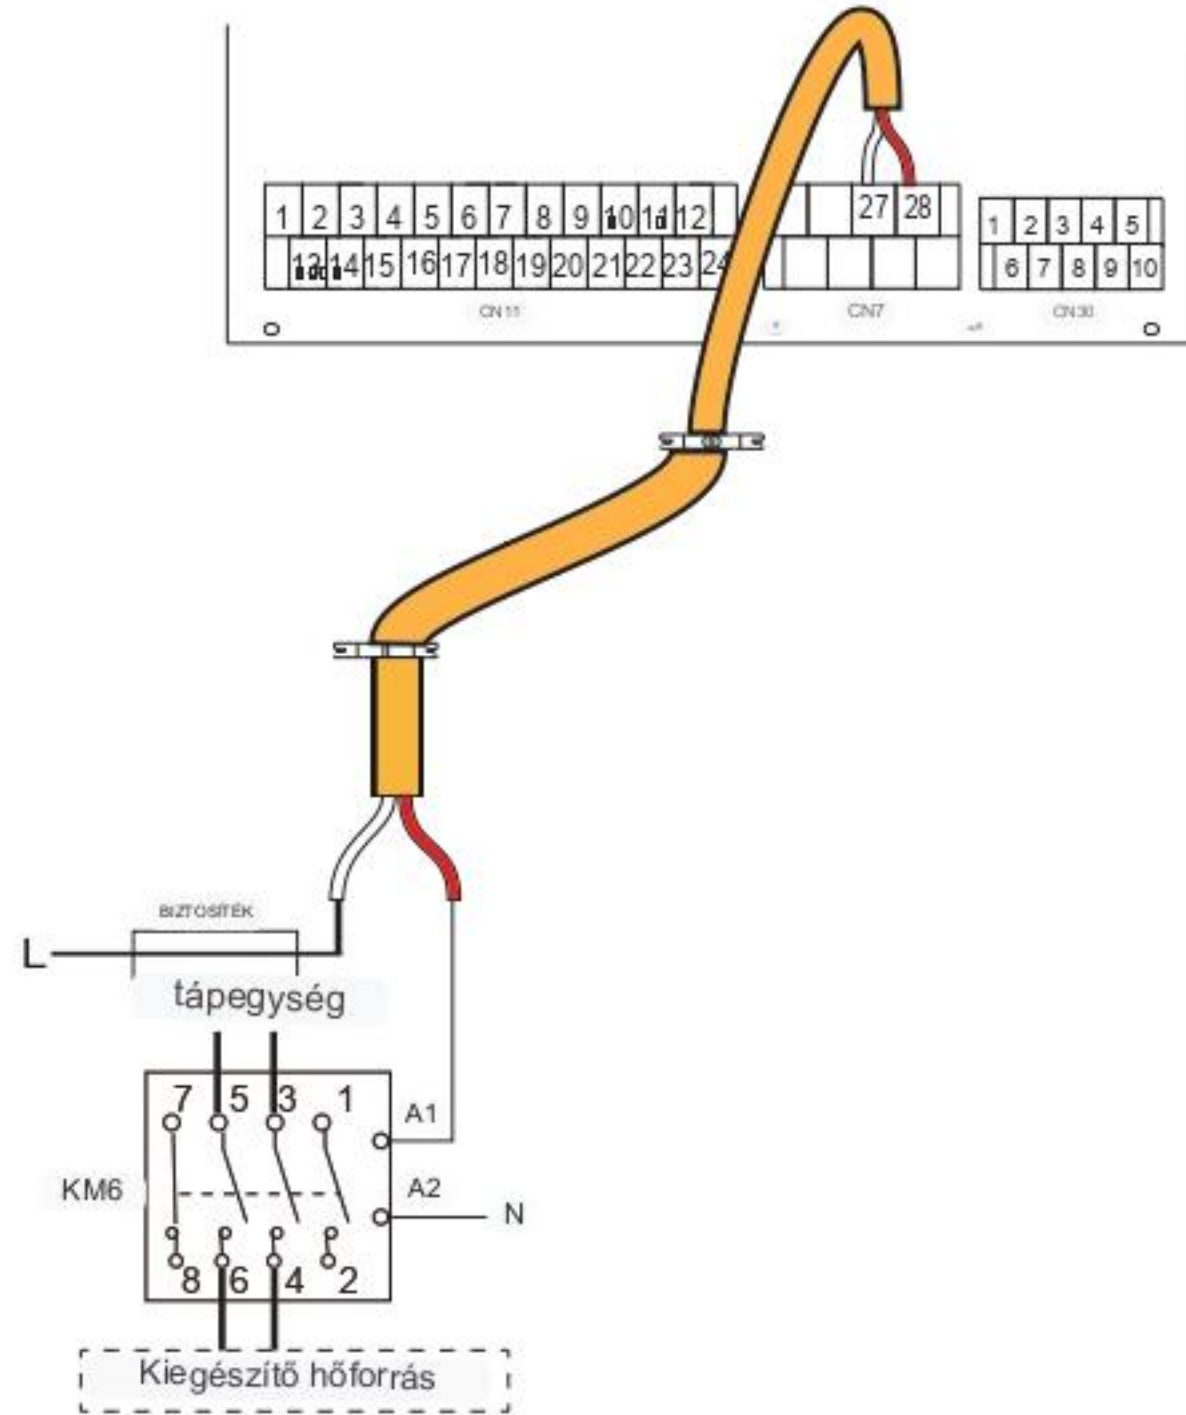 1 2 3 4 5 6 7 8 9 10 11 12
27 28
1 2 3 4 5
14 15 16 17 18 19 20 21 22 23 24
6 7 8 9 10
CN11
CN7
CN30
BIZTOSÍTÉK
L
tápegység
7 5 3 1
A1
KM6
A2
N
8 6 4 2
Kiegészítő hőforrás